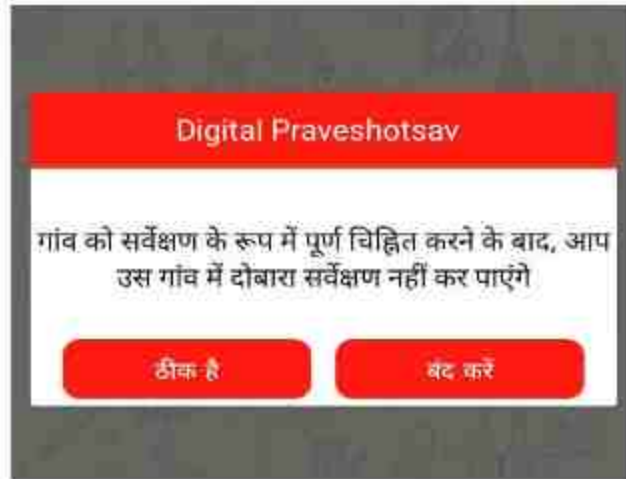 Digital Praveshotsav
गांव को सर्वेक्षण के रूप में पूर्ण चिह्नित करने के बाद, आप
उस गांव में दोबारा सर्वेक्षण नहीं कर पाएंगे
ठीक है
बंद करें